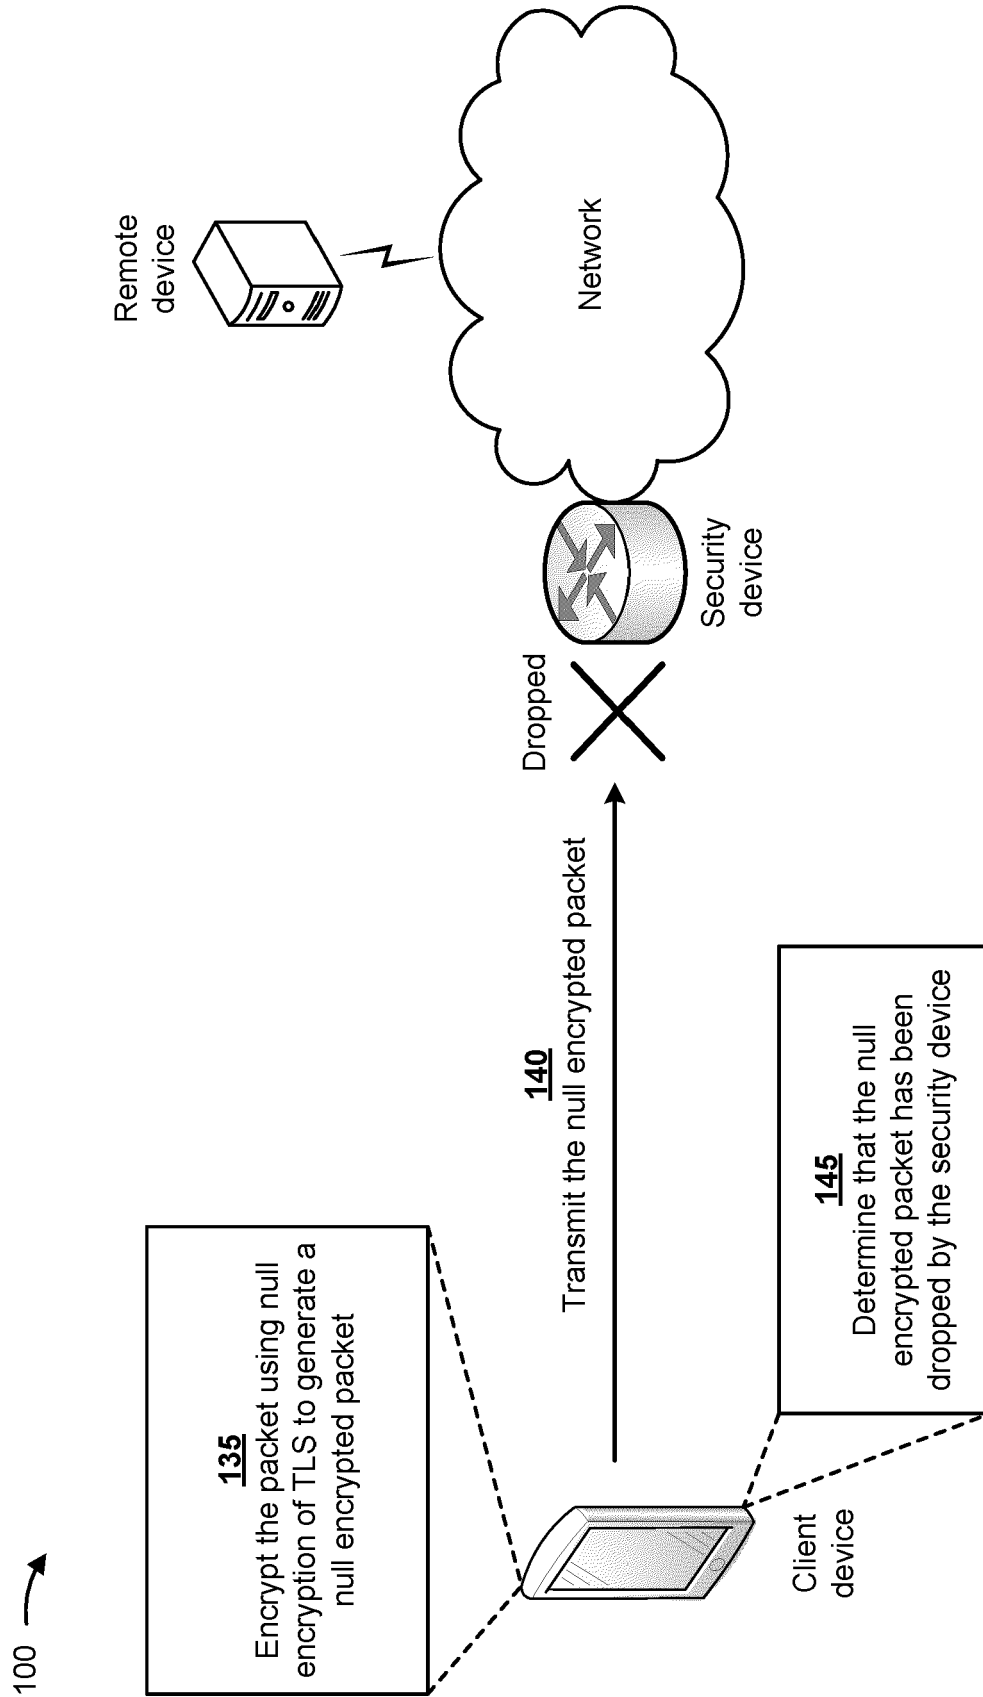 100
135
Encrypt the packet using null
encryption of TLS to generate a
null encrypted packet
Remote
device
140
Transmit the null encrypted packet
Dropped
Network
Security
device
Client
device
145
Determine that the null
encrypted packet has been
dropped by the security device